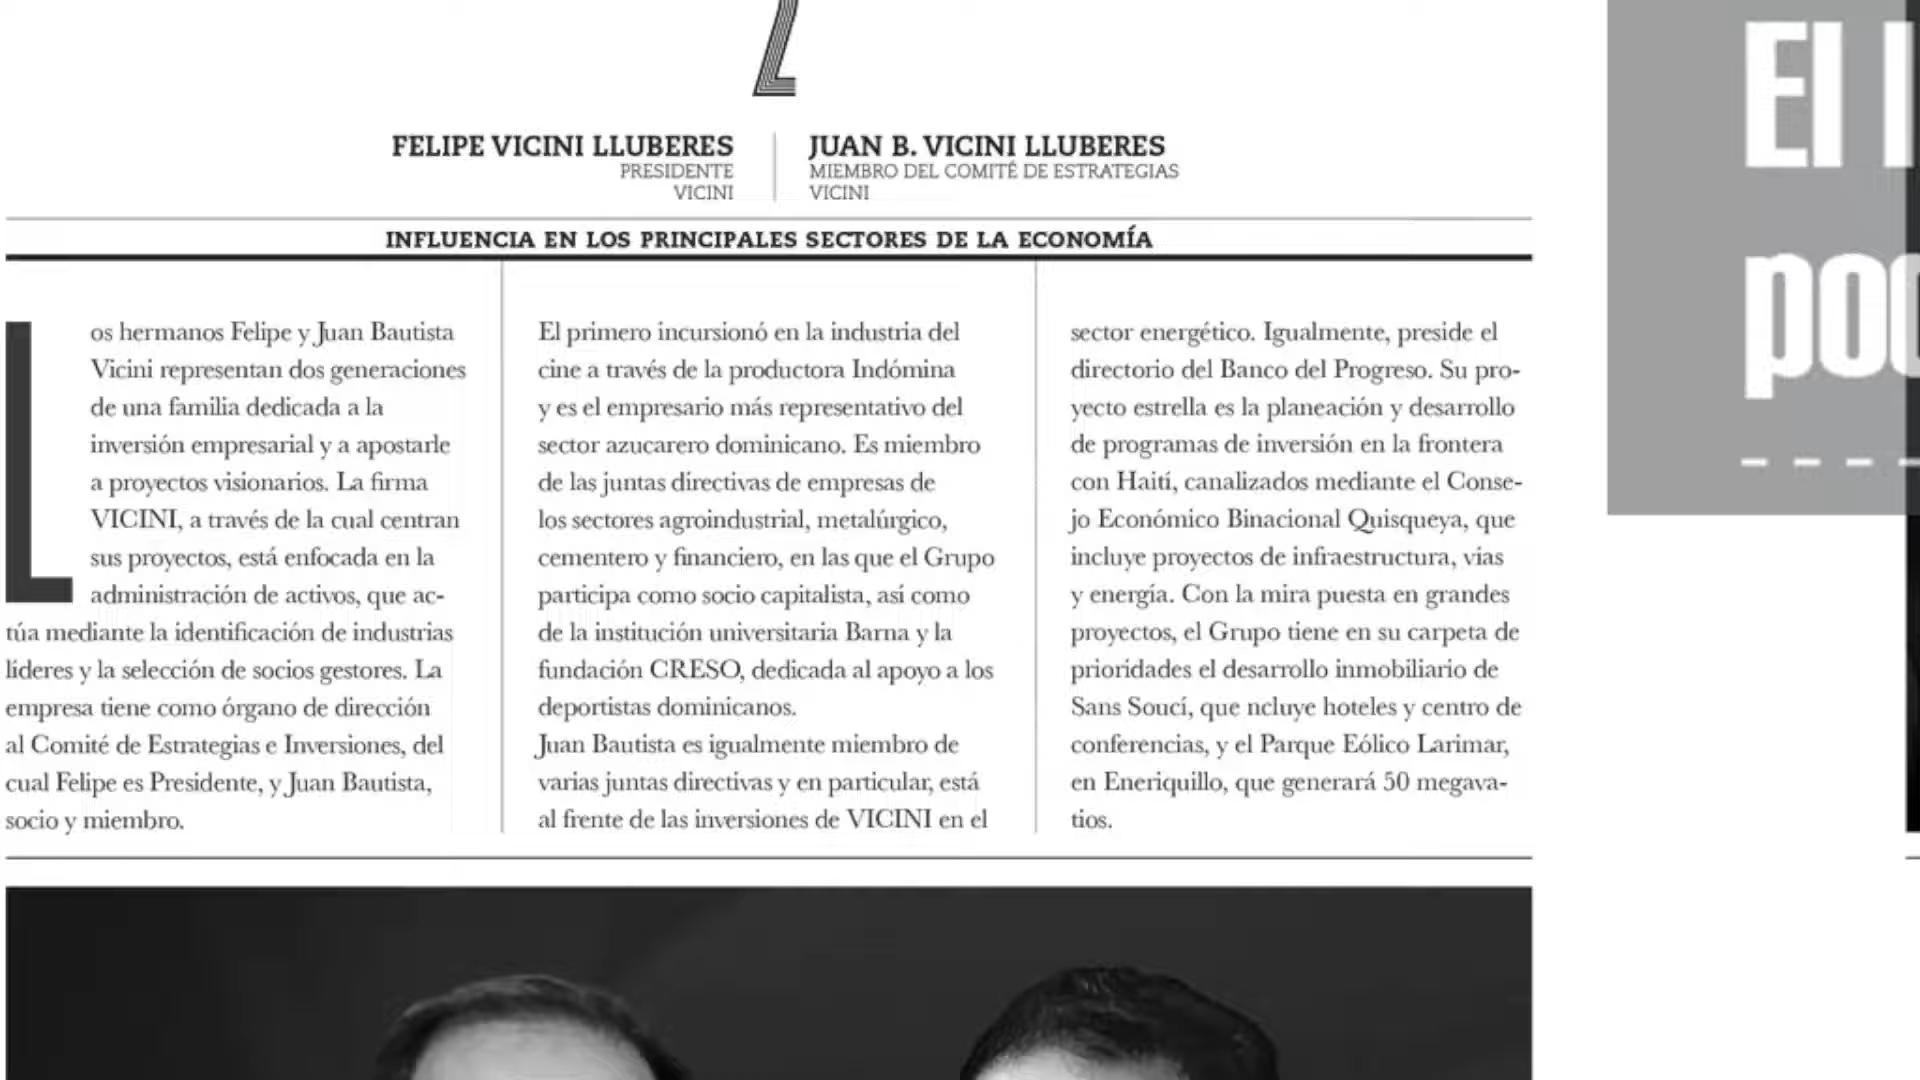 2
FELIPE VICINI LLUBERES
PRESIDENTE
VICINI
JUAN B. VICINI LLUBERES
MIEMBRO DEL COMITÉ DE ESTRATEGIAS
VICINI
INFLUENCIA EN LOS PRINCIPALES SECTORES DE LA ECONOMÍA
Los hermanos Felipe y Juan Bautista
Vicini representan dos generaciones
de una familia dedicada a la
inversión empresarial y a apostarle
a proyectos visionarios. La firma
VICINI, a través de la cual centran
sus proyectos, está enfocada en la
administración de activos, que ac-
túa mediante la identificación de industrias
líderes y la selección de socios gestores. La
empresa tiene como órgano de dirección
al Comité de Estrategias e Inversiones, del
cual Felipe es Presidente, y Juan Bautista,
socio y miembro.
El primero incursionó en la industria del
cine a través de la productora Indómina
y es el empresario más representativo del
sector azucarero dominicano. Es miembro
de las juntas directivas de empresas de
los sectores agroindustrial, metalúrgico,
cementero y financiero, en las que el Grupo
participa como socio capitalista, así como
de la institución universitaria Barna y la
fundación CRESO, dedicada al apoyo a los
deportistas dominicanos.
Juan Bautista es igualmente miembro de
varias juntas directivas y en particular, está
al frente de las inversiones de VICINI en el
sector energético. Igualmente, preside el
directorio del Banco del Progreso. Su pro-
yecto estrella es la planeación y desarrollo
de programas de inversión en la frontera
con Haití, canalizados mediante el Conse-
jo Económico Binacional Quisqueya, que
incluye proyectos de infraestructura, vías
y energía. Con la mira puesta en grandes
proyectos, el Grupo tiene en su carpeta de
prioridades el desarrollo inmobiliario de
Sans Soucí, que ncluye hoteles y centro de
conferencias, y el Parque Eólico Larimar,
en Eneriquillo, que generará 50 megava-
tios.
El